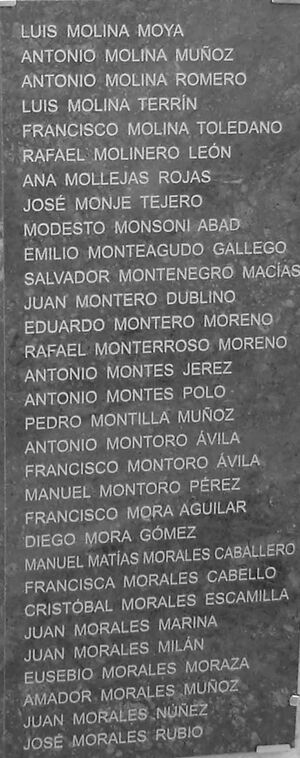 LUIS MOLINA MOYA
ANTONIO MOLINA MUÑOZ
ANTONIO MOLINA ROMERO
LUIS MOLINA TERRÍN
FRANCISCO MOLINA TOLEDANO
RAFAEL MOLINERO LEÓN
ANA MOLLEJAS ROJAS
JOSÉ MONJE TEJERO
MODESTO MONSONI ABAD
EMILIO MONTEAGUDO GALLEGO
SALVADOR MONTENEGRO MACÍAS
JUAN MONTERO DUBLINO
EDUARDO MONTERO MORENO
RAFAEL MONTERROSO MORENO
ANTONIO MONTES JEREZ
ANTONIO MONTES POLO
PEDRO MONTILLA MUÑOZ
ANTONIO MONTORO ÁVILA
FRANCISCO MONTORO ÁVILA
MANUEL MONTORO PÉREZ
FRANCISCO MORA AGUILAR
DIEGO MORA GÓMEZ
MANUEL MATÍAS MORALES CABALLERO
FRANCISCA MORALES CABELLO
CRISTÓBAL MORALES ESCAMILLA
JUAN MORALES MARINA
JUAN MORALES MILÁN
EUSEBIO MORALES MORAZA
AMADOR MORALES MUÑOZ
JUAN MORALES NÚÑEZ
JOSÉ MORALES RUBIO